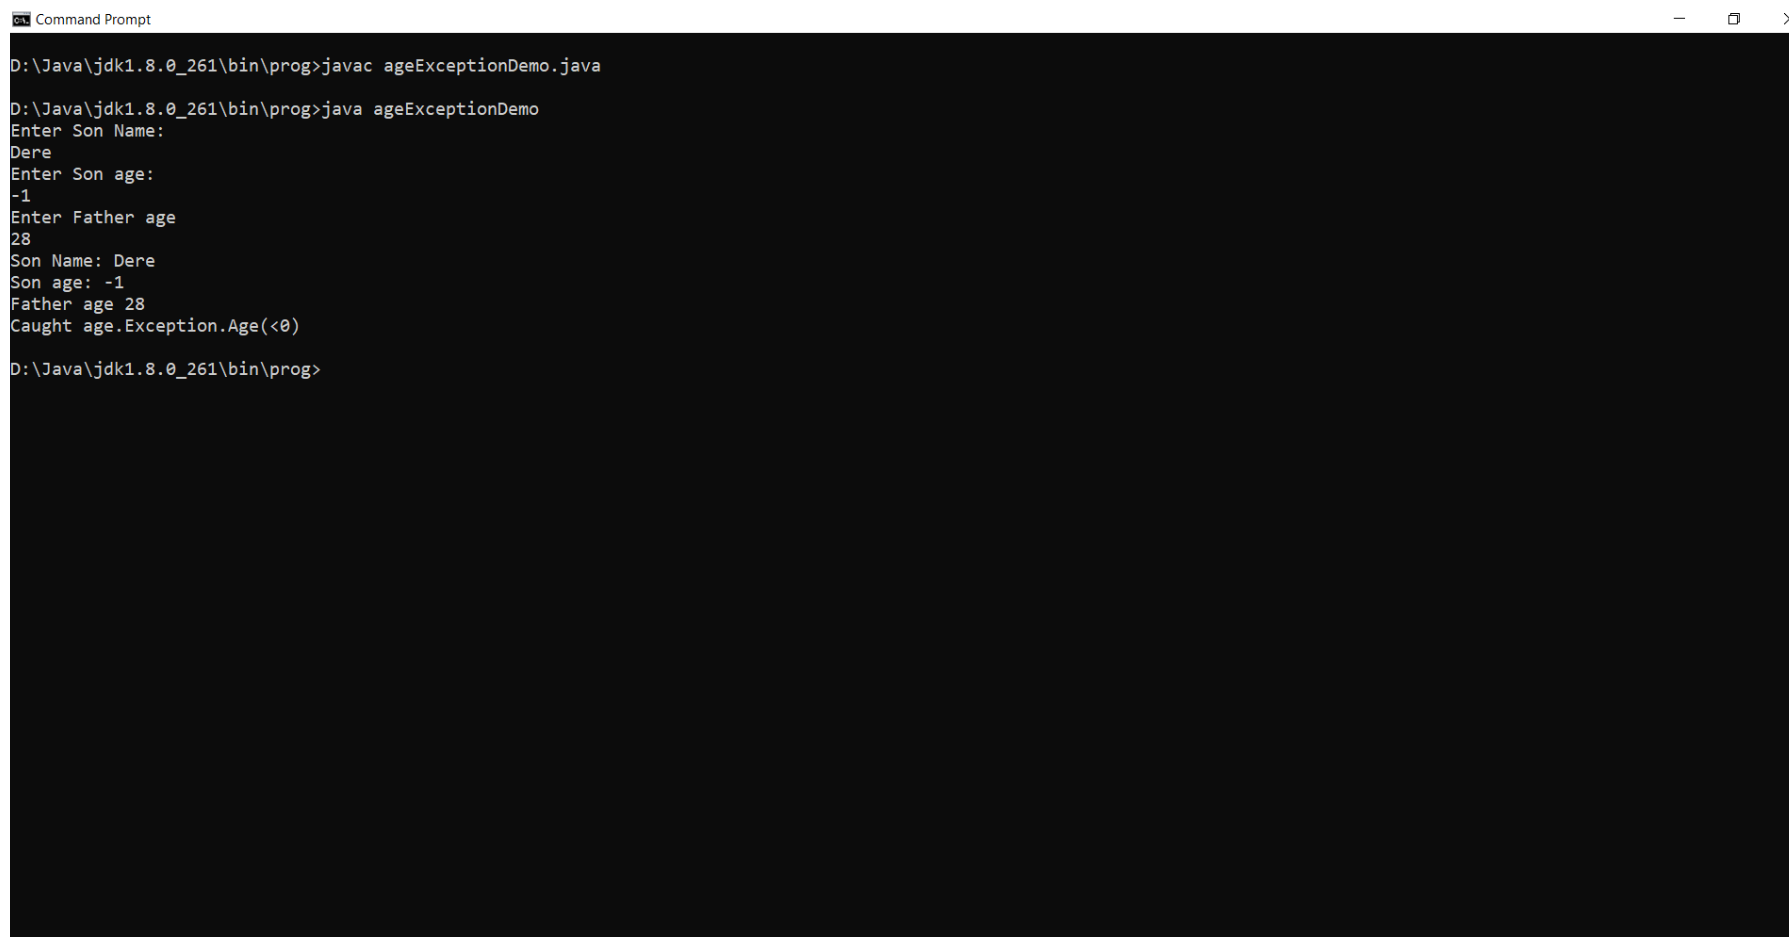 Command Prompt
D:\Java\jdk1.8.0_261\bin\prog>javac ageExceptionDemo.java
D:\Java\jdk1.8.0_261\bin\prog>java ageExceptionDemo
Enter Son Name:
Dere
Enter Son age:
-1
Enter Father age
28
Son Name: Dere
Son age: -1
Father age 28
Caught age.Exception.Age(<0)
D:\Java\jdk1.8.0_261\bin\prog>